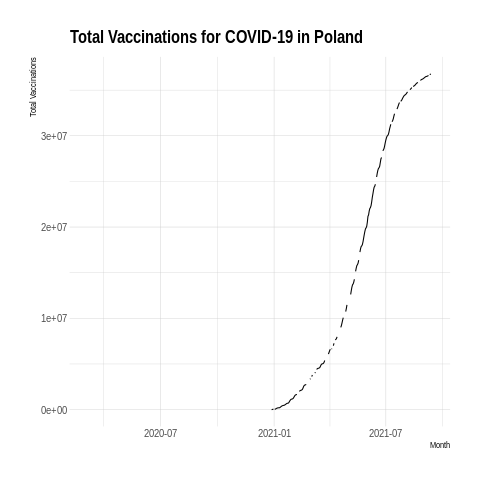 Total Vaccinations for COVID-19 in Poland
Total Vaccinations
3e+07
2e+07
1e+07
0e+00
2020-07
2021-01
2021-07
Month